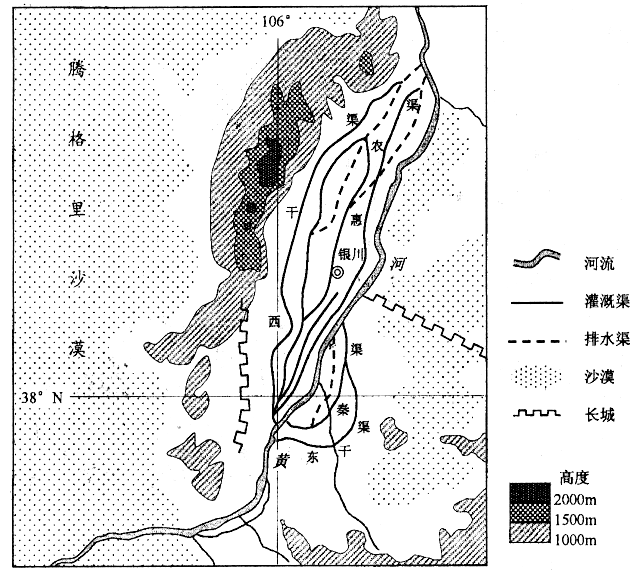 106°
腾格里沙漠
西干渠
惠农渠
银川
黄河
秦渠
东干渠
38° N
河流
灌溉渠
排水渠
沙漠
长城
高度
2000m
1500m
1000m